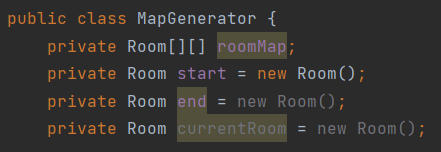 public class MapGenerator {
    private Room[][] roomMap;
    private Room start = new Room();
    private Room end = new Room();
    private Room currentRoom = new Room();